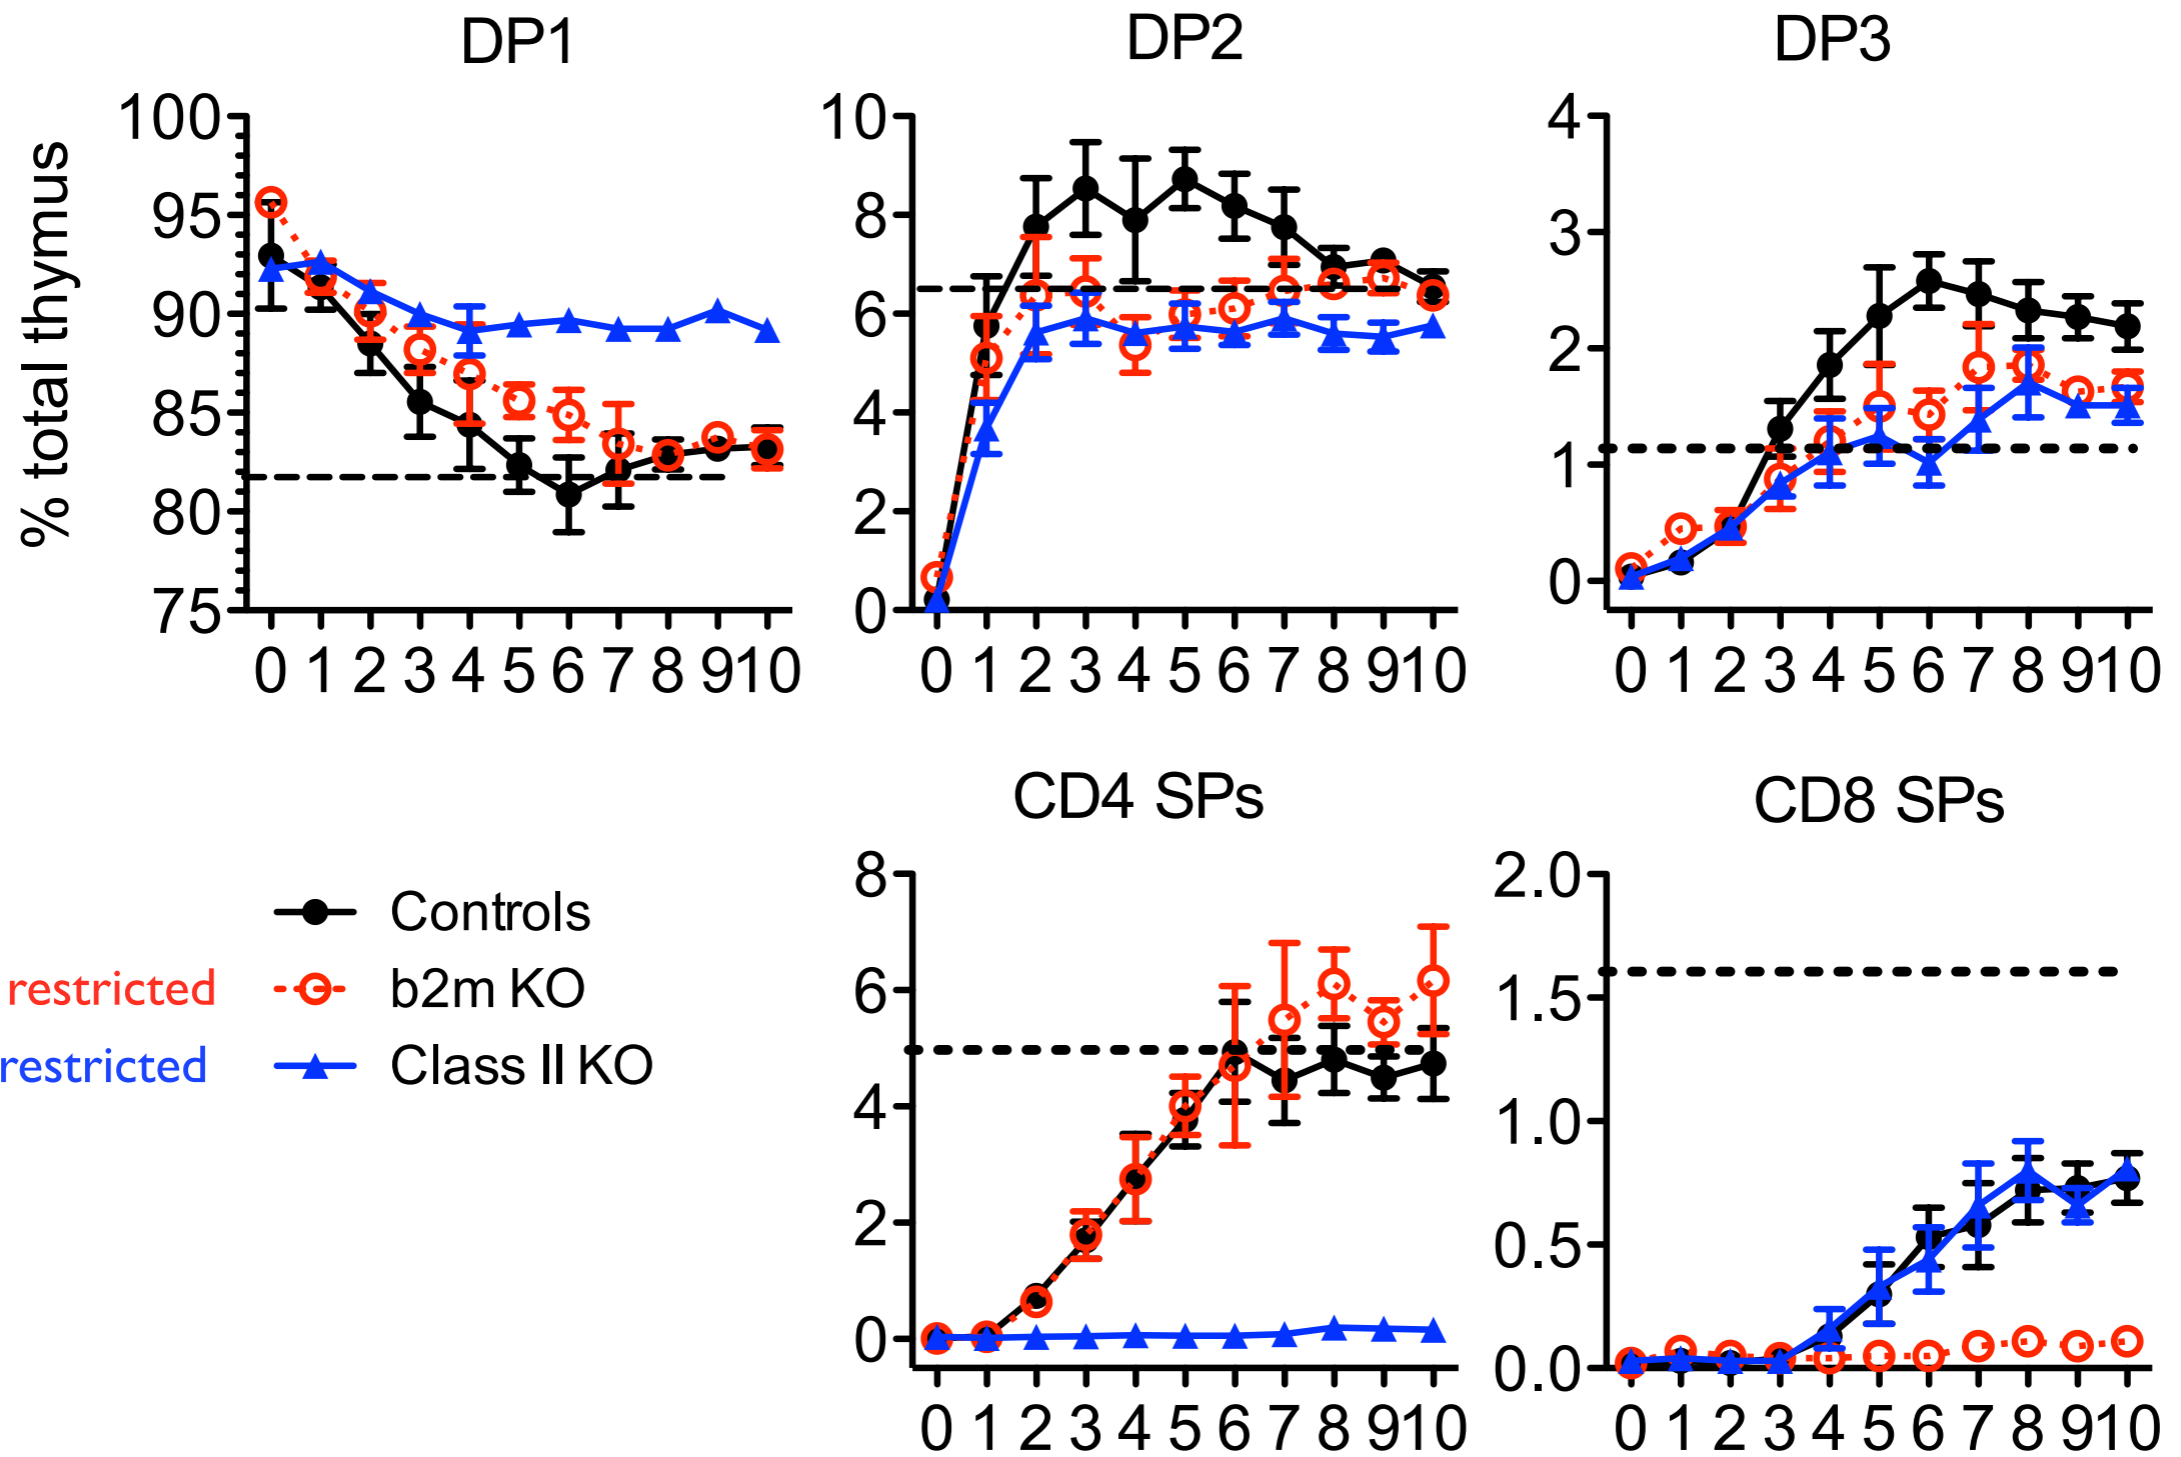 DP1
DP2
DP3
% total thymus
100
95
90
85
80
75
0 1 2 3 4 5 6 7 8 9 10
10
8
6
4
2
0
0 1 2 3 4 5 6 7 8 9 10
4
3
2
1
0
0 1 2 3 4 5 6 7 8 9 10
restricted
restricted
Controls
b2m KO
Class II KO
CD4 SPs
CD8 SPs
8
6
4
2
0
0 1 2 3 4 5 6 7 8 9 10
2.0
1.5
1.0
0.5
0.0
0 1 2 3 4 5 6 7 8 9 10